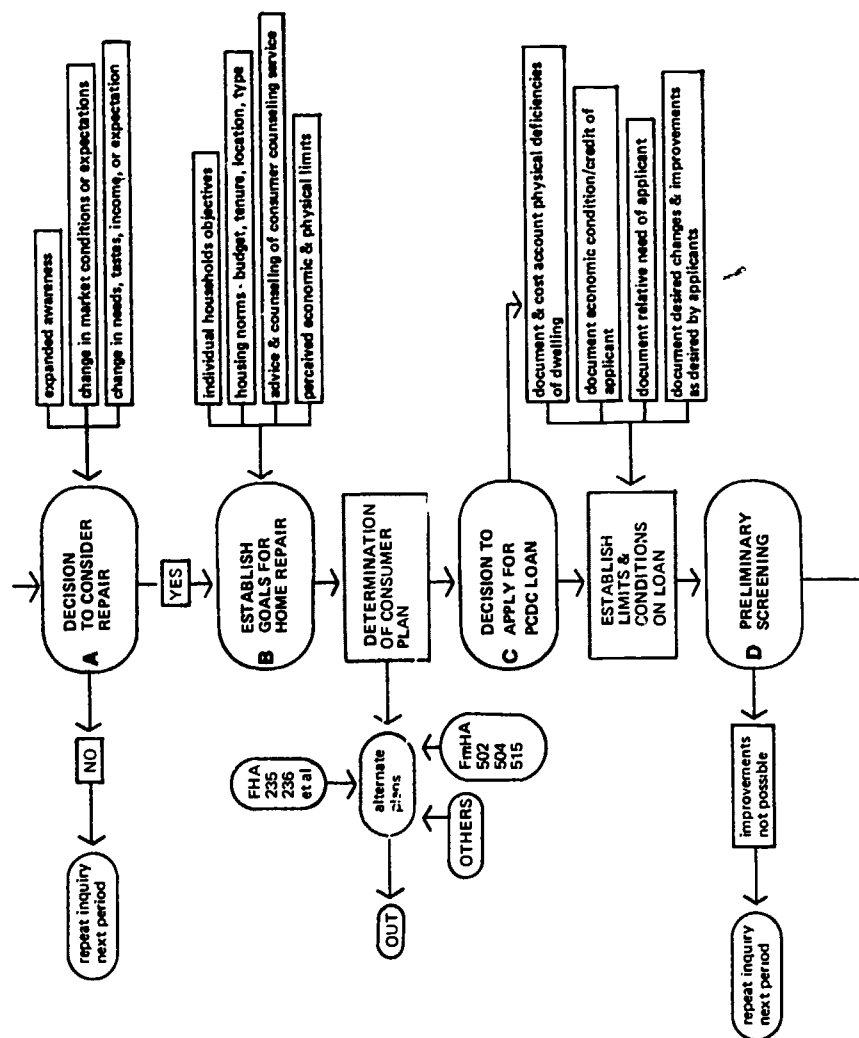 expanded awareness
change in market conditions or expectations
change in needs, tastes, income, or expectation
DECISION
TO CONSIDER
REPAIR
A
NO
repeat inquiry
next period
YES
individual households objectives
housing norms - budget, tenure, location, type
advice & counseling of consumer counseling service
perceived economic & physical limits
ESTABLISH
GOALS FOR
HOME REPAIR
B
DETERMINATION
OF CONSUMER
PLAN
FHA
235
236
et al
alternate
plans
FmHA
502
504
515
OTHERS
OUT
DECISION TO
APPLY FOR
PCDC LOAN
C
document & cost account physical deficiencies
of dwelling
document economic condition/credit of
applicant
document relative need of applicant
document desired changes & improvements
as desired by applicants
ESTABLISH
LIMITS &
CONDITIONS
ON LOAN
PRELIMINARY
SCREENING
D
improvements
not possible
repeat inquiry
next period